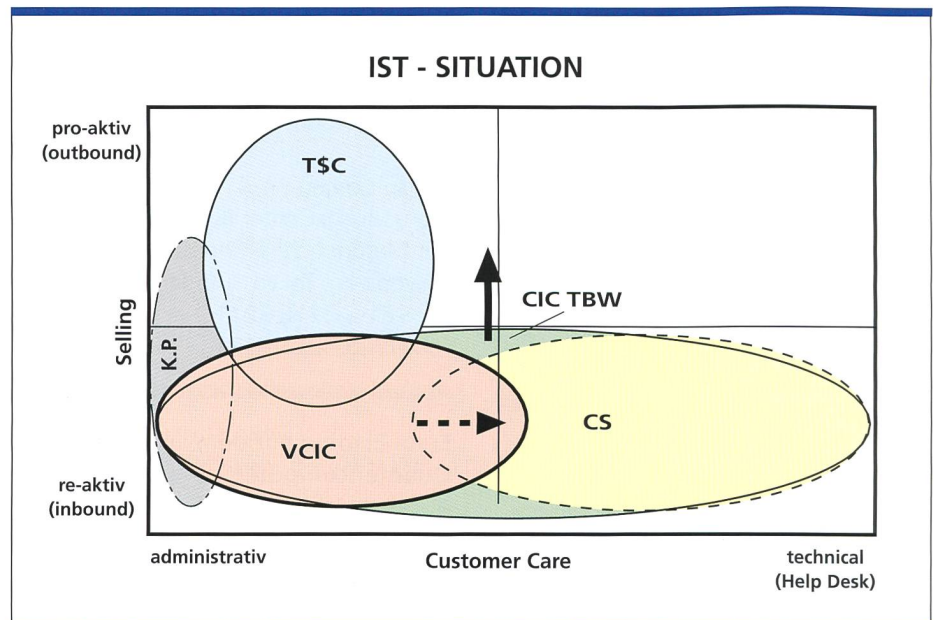 IST - SITUATION
pro-aktiv
(outbound)
T$C
CIC TBW
Selling
K.P.
CS
VCIC
re-aktiv
(inbound)
administrativ
Customer Care
technical
(Help Desk)